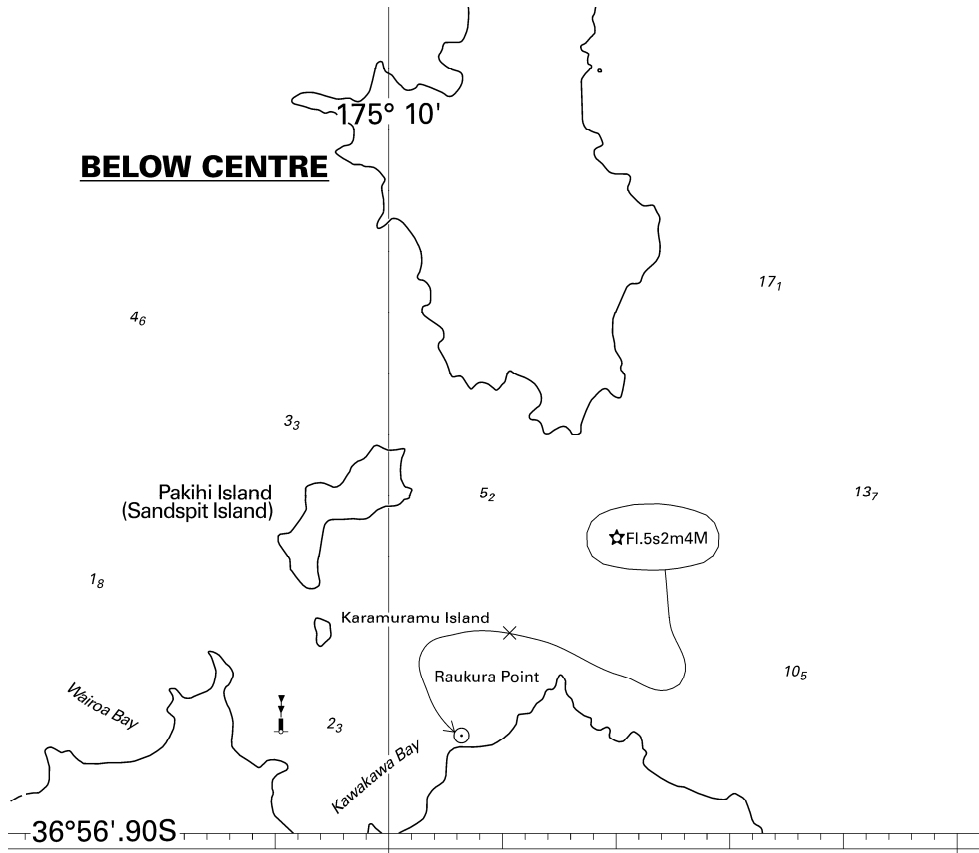 175° 10'
BELOW CENTRE
17₁
4₆
3₃
Pakihi Island
(Sandspit Island)
5₂
13₇
Fl.5s2m4M
1₈
Karamuramu Island
Raukura Point
10₅
Wairoa Bay
2₃
Kawakawa Bay
36°56'.90S